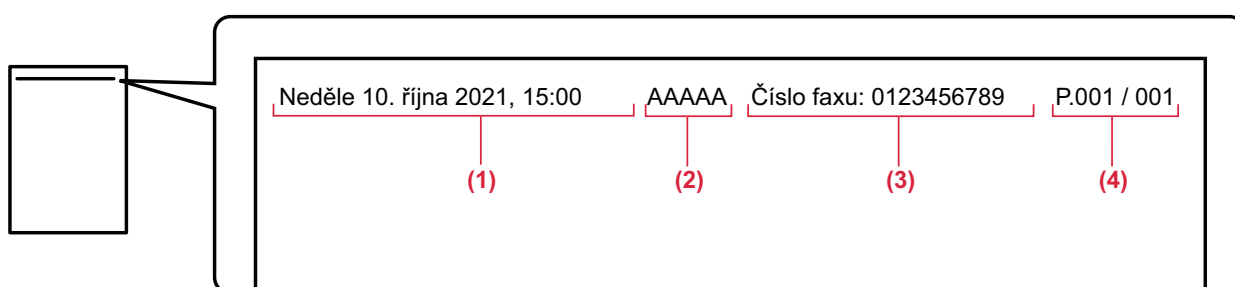 Neděle 10. října 2021, 15:00 AAAAA Číslo faxu: 0123456789 P.001 / 001
(1) (2) (3) (4)